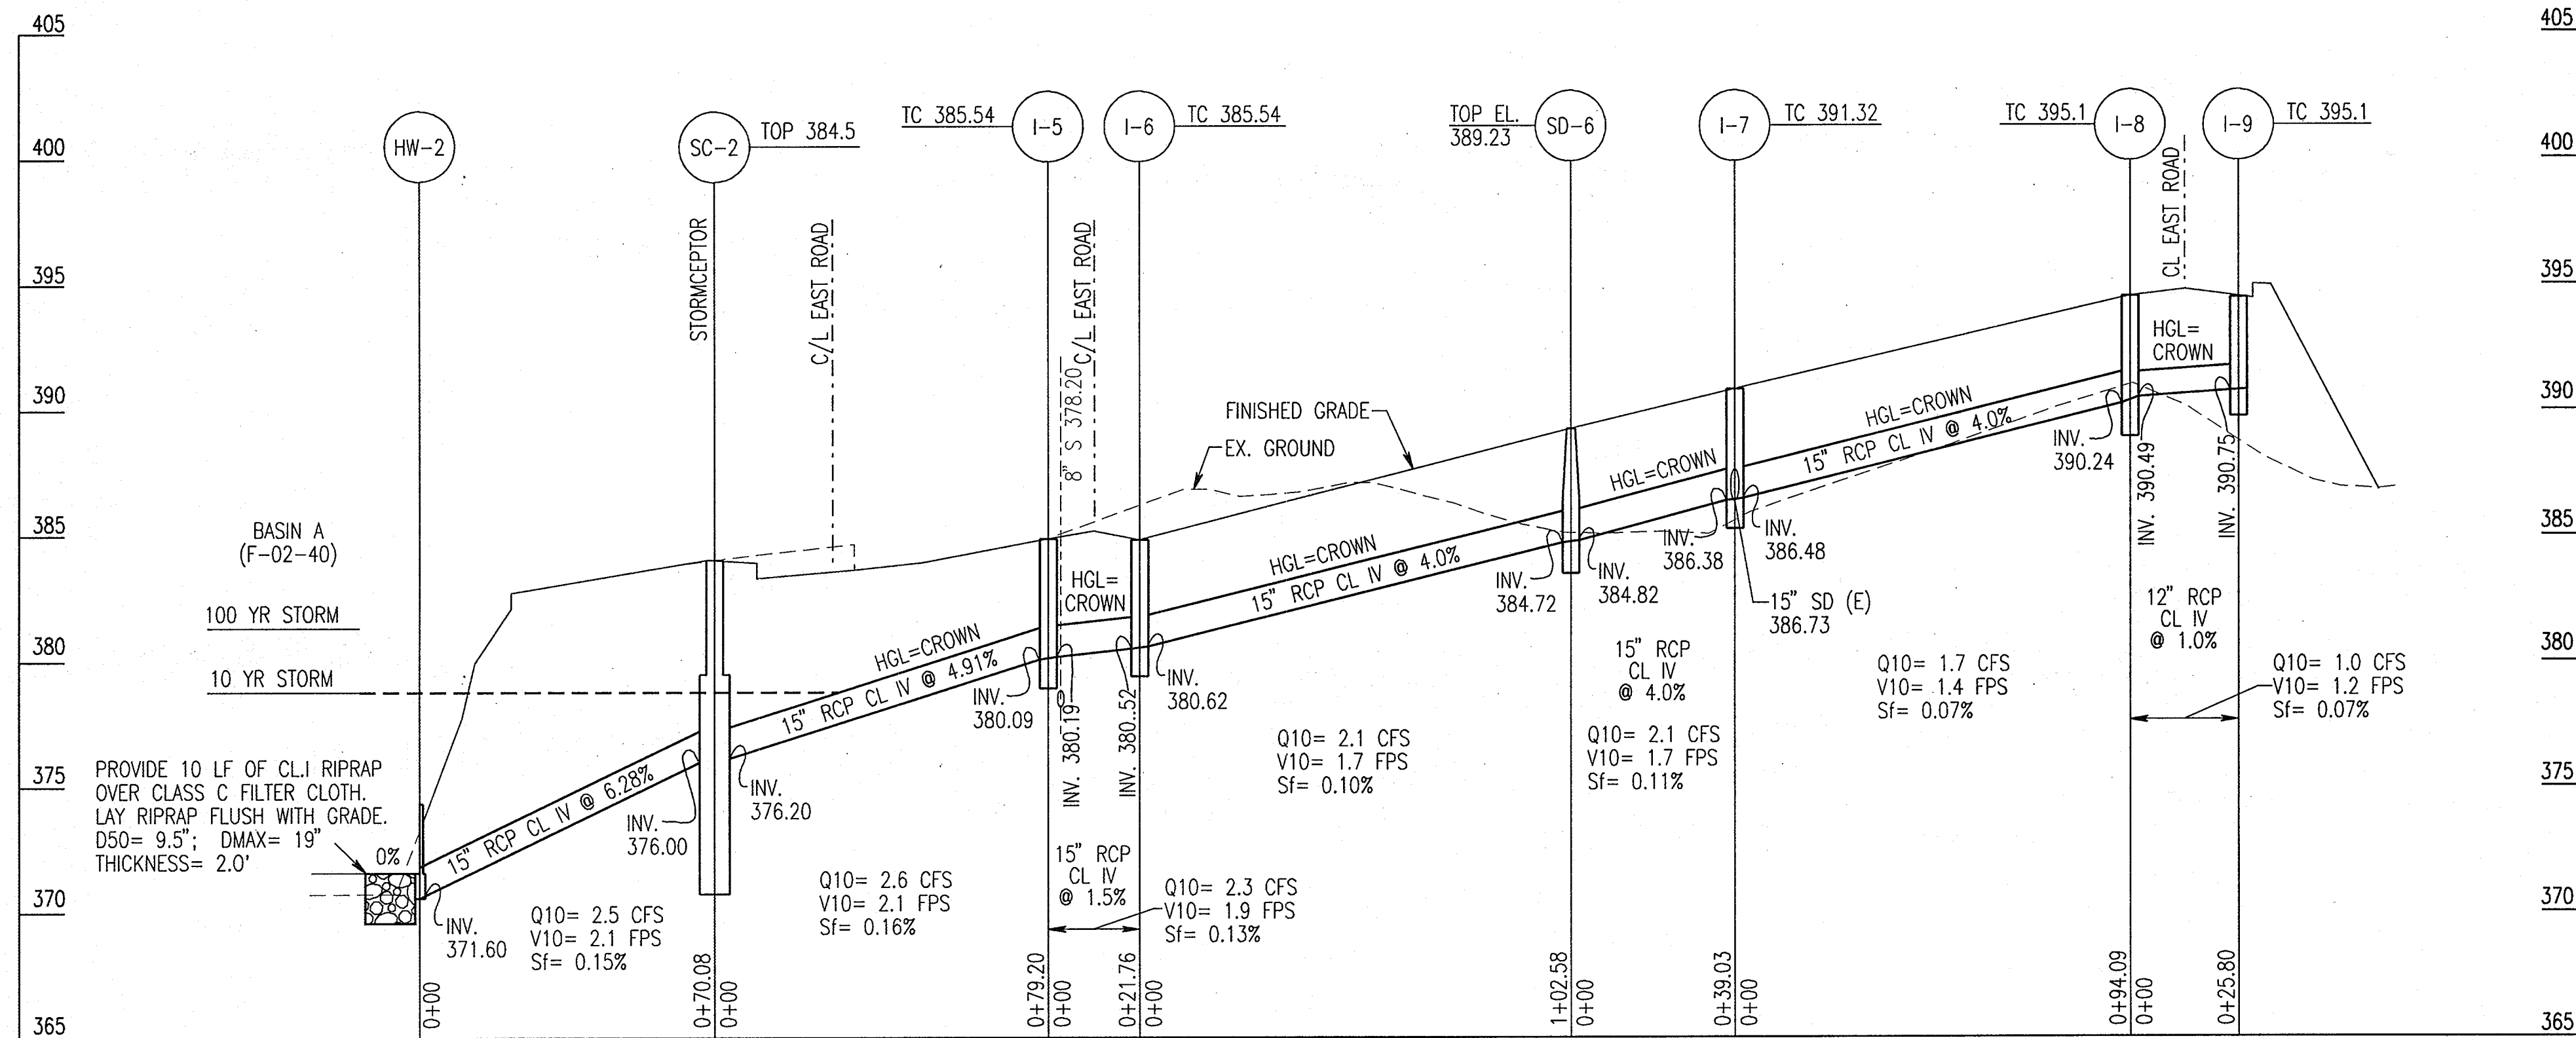 405
405
HW-2
SC-2
TOP 384.5
TC 385.54
I-5
I-6
TC 385.54
TOP EL.
389.23
SD-6
I-7
TC 391.32
TC 395.1
I-8
I-9
TC 395.1
400
400
STORMCEPTOR
C/L EAST ROAD
8" S 378.20
C/L EAST ROAD
CL EAST ROAD
395
395
HGL=
CROWN
390
390
FINISHED GRADE
EX. GROUND
HGL=CROWN
15" RCP CL IV @ 4.0%
INV.
390.24
INV. 390.49
INV. 390.75
HGL=CROWN
385
385
BASIN A
(F-02-40)
INV.
386.38
INV.
386.48
HGL=
CROWN
HGL=CROWN
15" RCP CL IV @ 4.0%
INV.
384.72
INV.
384.82
15" SD (E)
386.73
100 YR STORM
12" RCP
CL IV
@ 1.0%
380
380
10 YR STORM
HGL=CROWN
15" RCP CL IV @ 4.91%
INV.
380.09
INV. 380.19
INV. 380..52
INV.
380.62
15" RCP
CL IV
@ 4.0%
Q10= 1.7 CFS
V10= 1.4 FPS
Sf= 0.07%
Q10= 1.0 CFS
V10= 1.2 FPS
Sf= 0.07%
Q10= 2.1 CFS
V10= 1.7 FPS
Sf= 0.10%
Q10= 2.1 CFS
V10= 1.7 FPS
Sf= 0.11%
375
375
PROVIDE 10 LF OF CL.I RIPRAP
OVER CLASS C FILTER CLOTH.
LAY RIPRAP FLUSH WITH GRADE.
D50= 9.5"; DMAX= 19"
THICKNESS= 2.0'
0%
15" RCP CL IV @ 6.28%
INV.
376.00
INV.
376.20
15" RCP
CL IV
@ 1.5%
370
370
INV.
371.60
Q10= 2.5 CFS
V10= 2.1 FPS
Sf= 0.15%
Q10= 2.6 CFS
V10= 2.1 FPS
Sf= 0.16%
Q10= 2.3 CFS
V10= 1.9 FPS
Sf= 0.13%
365
365
0+00
0+70.08
0+00
0+79.20
0+00
0+21.76
0+00
1+02.58
0+00
0+39.03
0+00
0+94.09
0+00
0+25.80